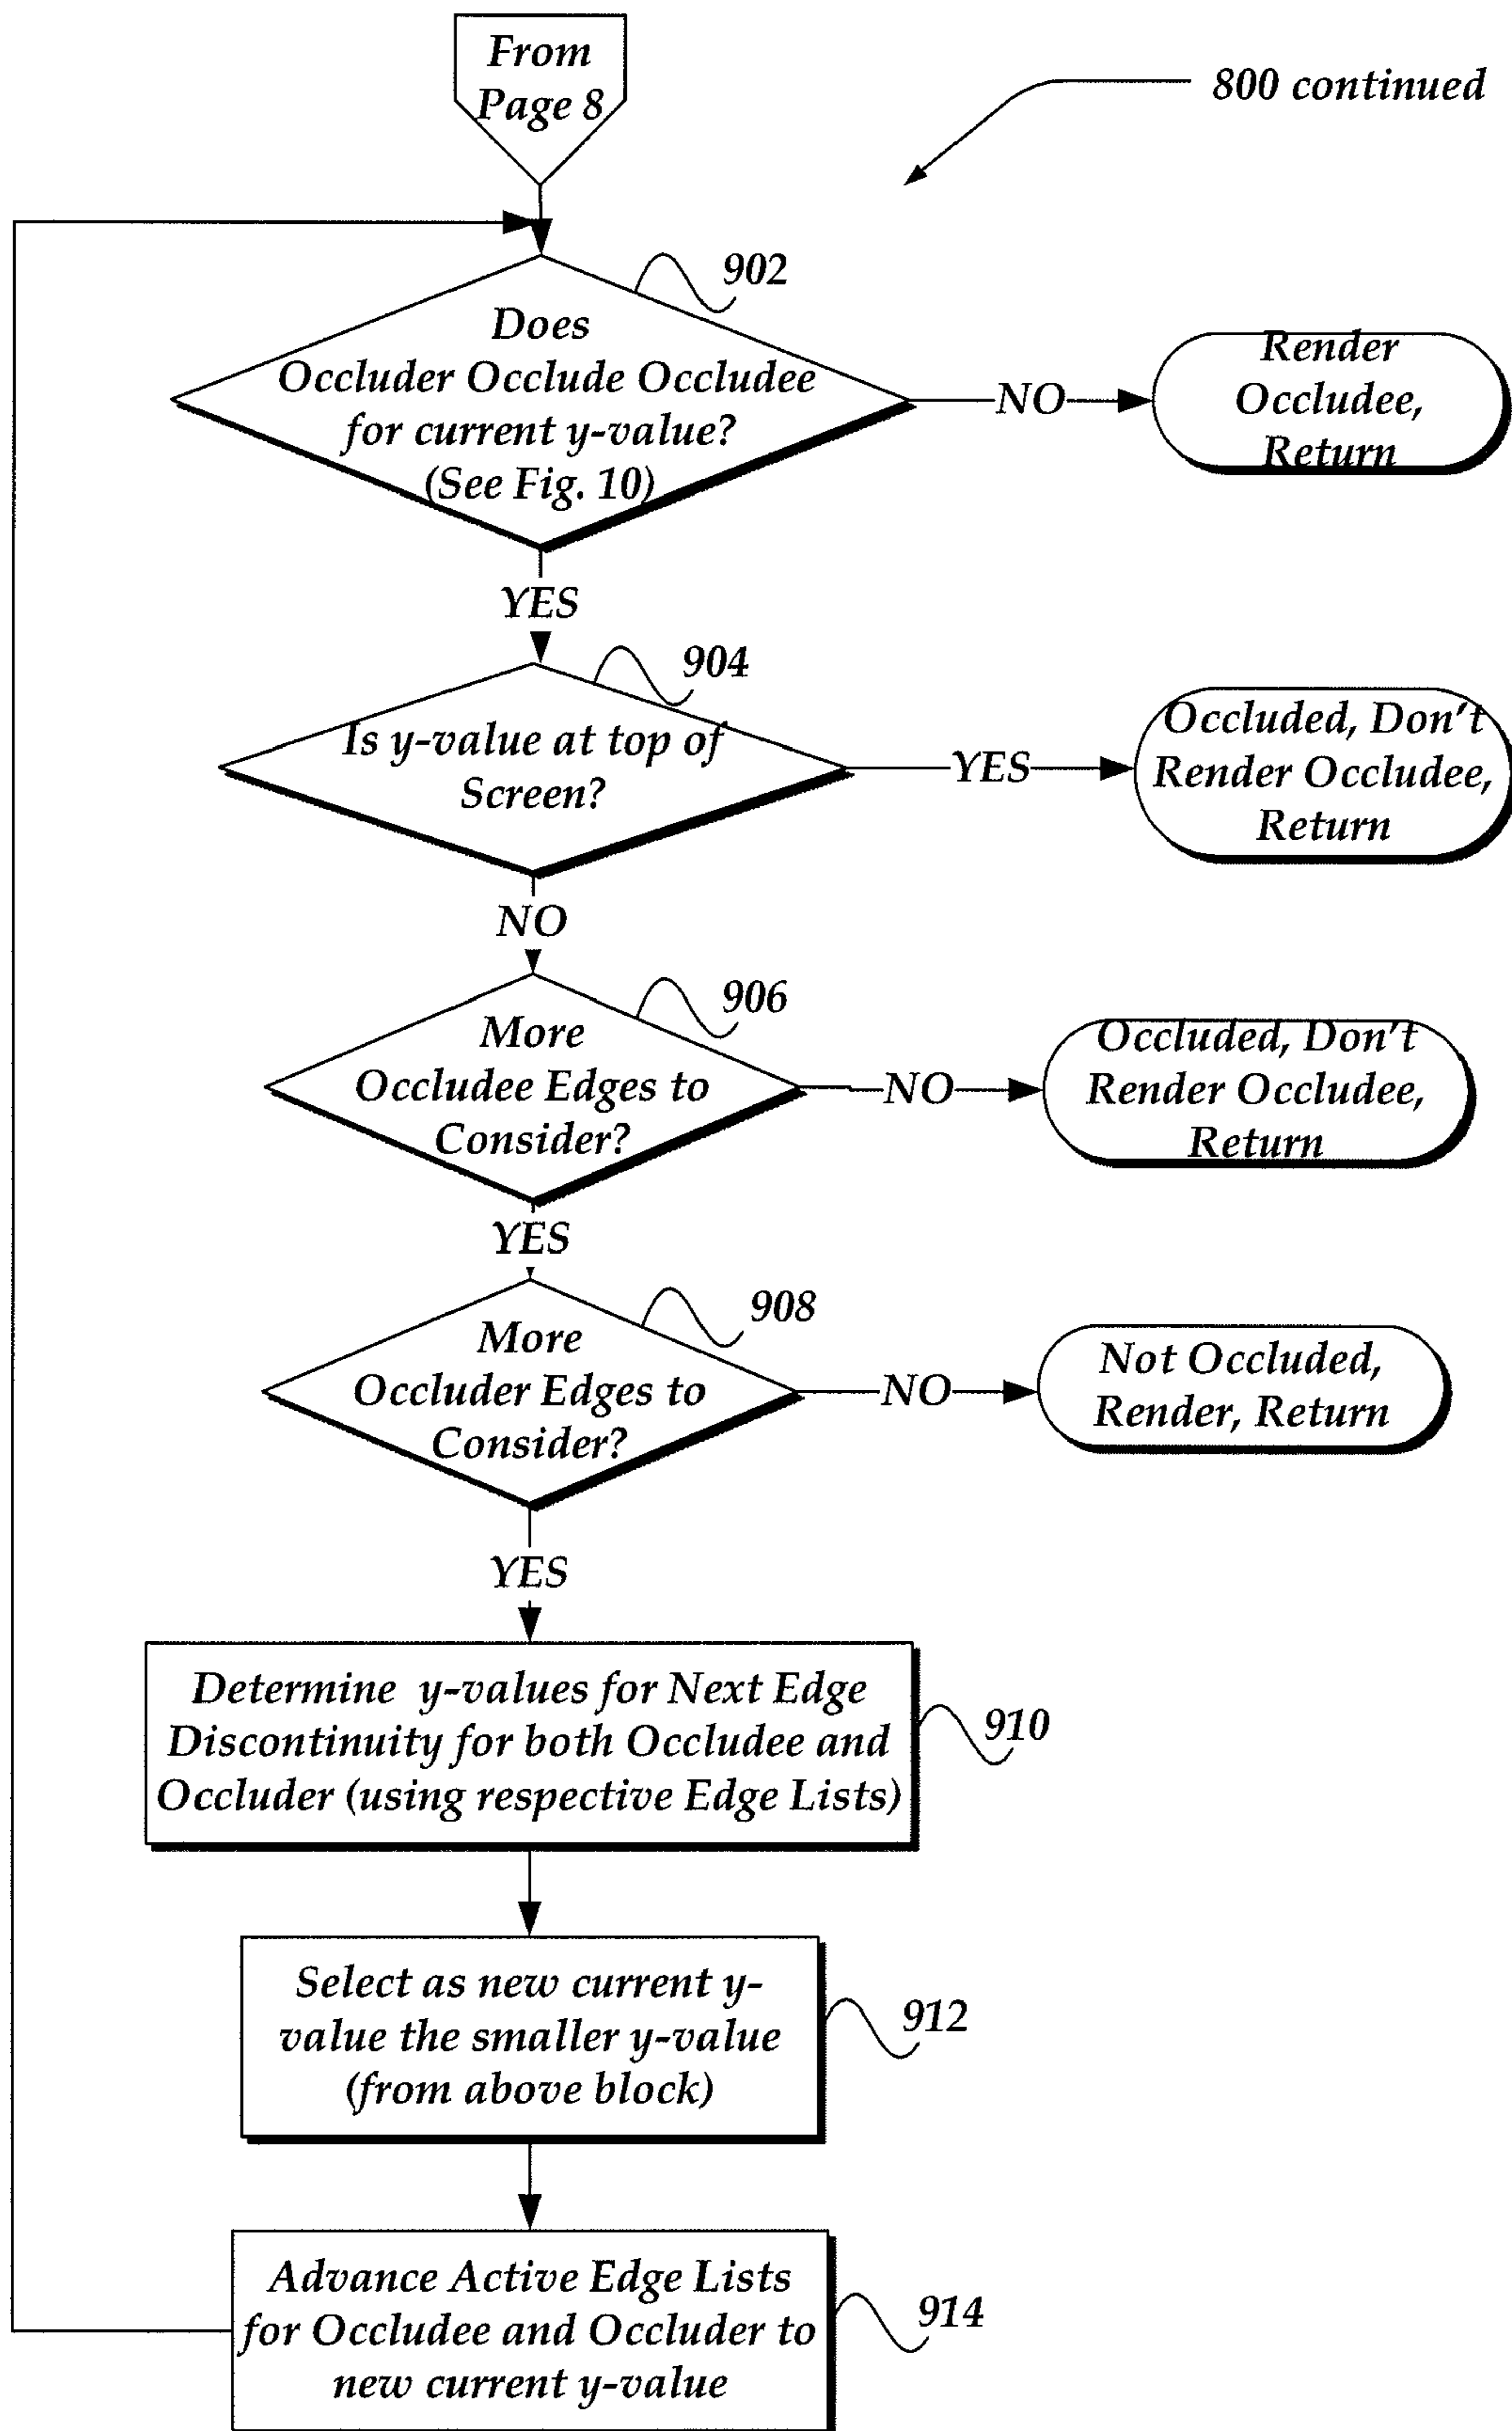 From
Page 8
800 continued
902
Does
Occluder Occlude Occludee
for current y-value?
(See Fig. 10)
NO
Render
Occludee,
Return
YES
904
Is y-value at top of
Screen?
YES
Occluded, Don't
Render Occludee,
Return
NO
906
More
Occludee Edges to
Consider?
NO
Occluded, Don't
Render Occludee,
Return
YES
908
More
Occluder Edges to
Consider?
NO
Not Occluded,
Render, Return
YES
Determine y-values for Next Edge
Discontinuity for both Occludee and
Occluder (using respective Edge Lists)
910
Select as new current y-
value the smaller y-value
(from above block)
912
Advance Active Edge Lists
for Occludee and Occluder to
new current y-value
914